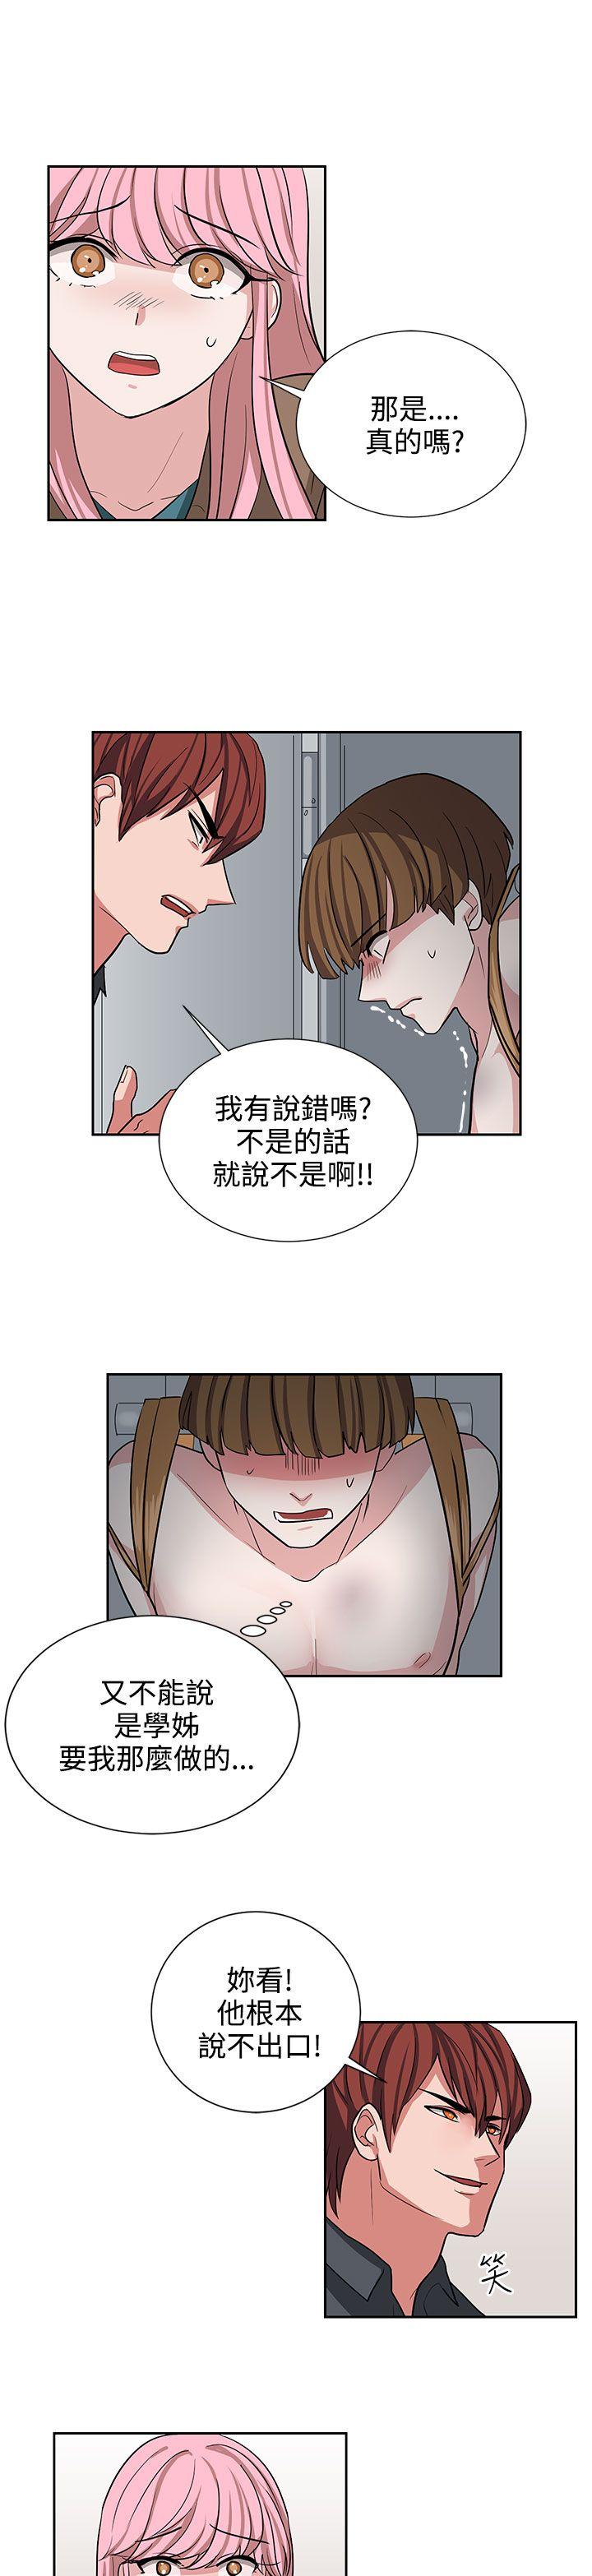 那是....
真的嗎?
我有說錯嗎?
不是的話
就說不是啊!!
又不能說
是學姊
要我那麼做的...
妳看!
他根本
說不出口!
笑